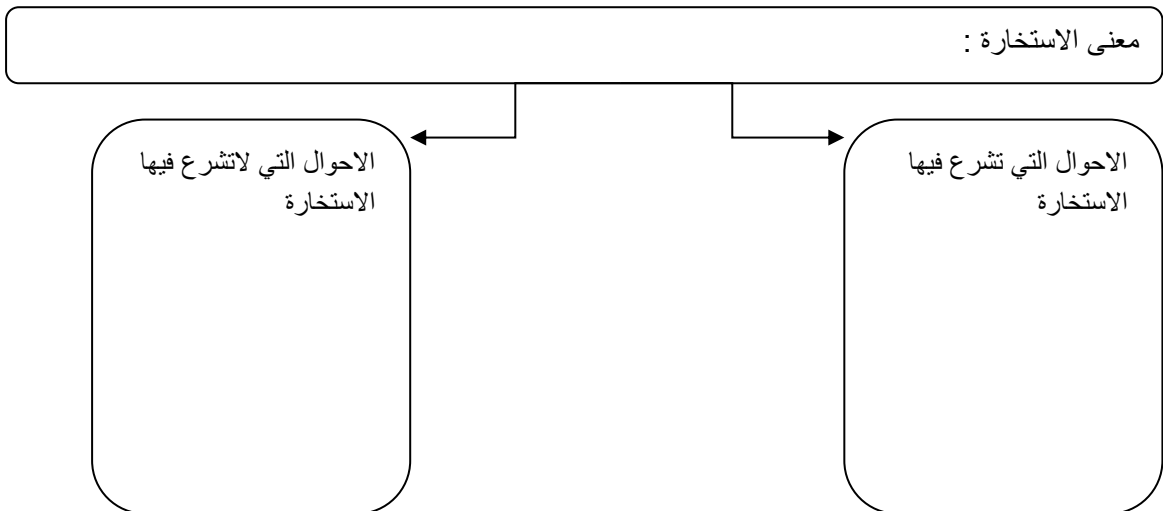 معنى الاستخارة :
الاحوال التي تشرع فيها
الاستخارة
الاحوال التي لاتشرع فيها
الاستخارة